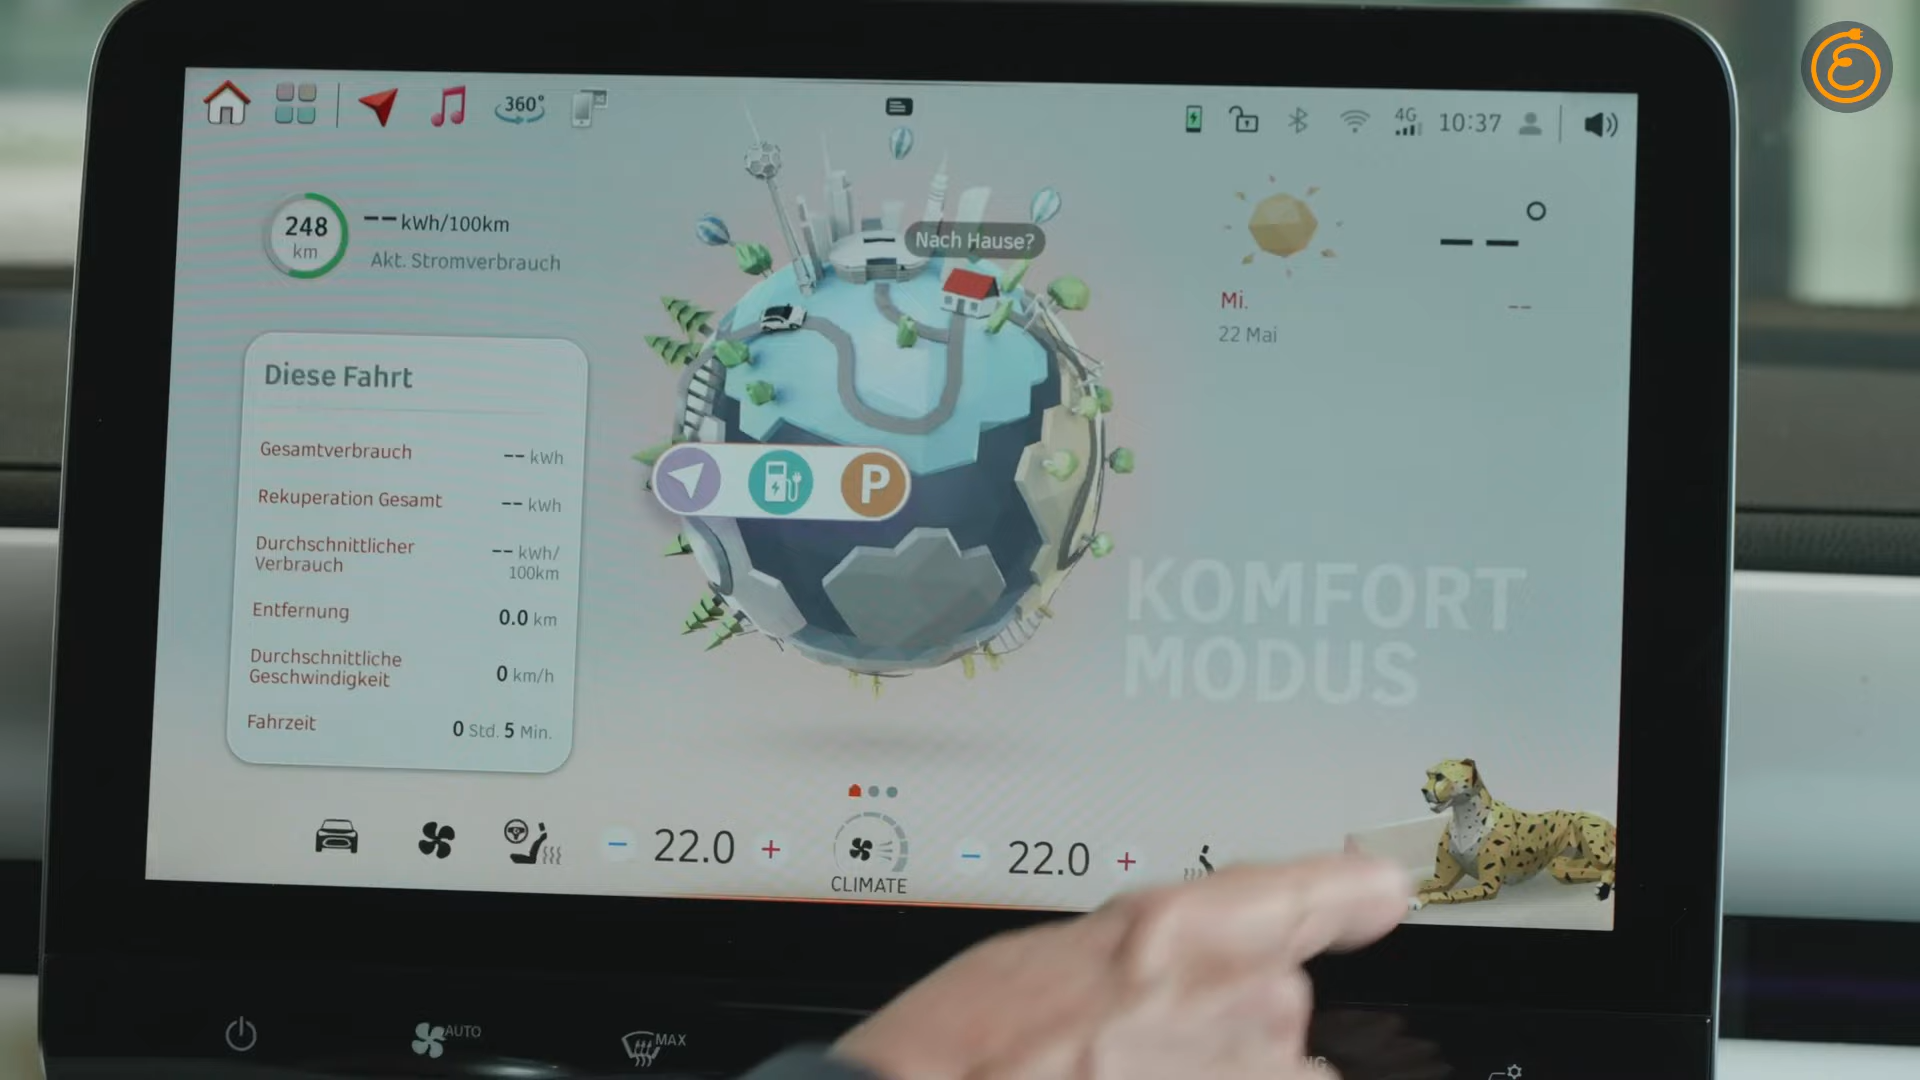 360°
4G
10:37
248
km
-- kWh/100km
Akt. Stromverbrauch
Nach Hause?
-- °
Mi.
--
22 Mai
Diese Fahrt
Gesamtverbrauch -- kWh
Rekuperation Gesamt -- kWh
Durchschnittlicher
Verbrauch
-- kWh/
100km
Entfernung 0.0 km
Durchschnittliche
Geschwindigkeit
0 km/h
Fahrzeit 0 Std. 5 Min.
P
KOMFORT
MODUS
− 22.0 +
CLIMATE
− 22.0 +
AUTO
MAX